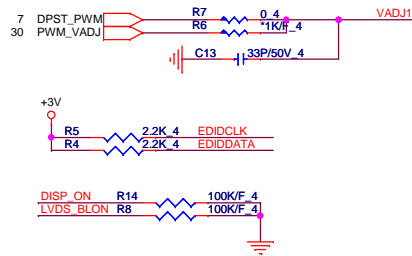 7 DPST_PWM R7 0_4 VADJ1
30 PWM_VADJ R6 *1K/F_4
C13 33P/50V_4
+3V
R5 2.2K_4 EDIDCLK
R4 2.2K_4 EDIDDATA
DISP_ON R14 100K/F_4
LVDS_BLON R8 100K/F_4